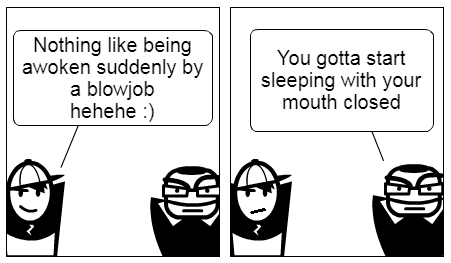 Nothing like being
awoken suddenly by
a blowjob
hehehe :)
You gotta start
sleeping with your
mouth closed